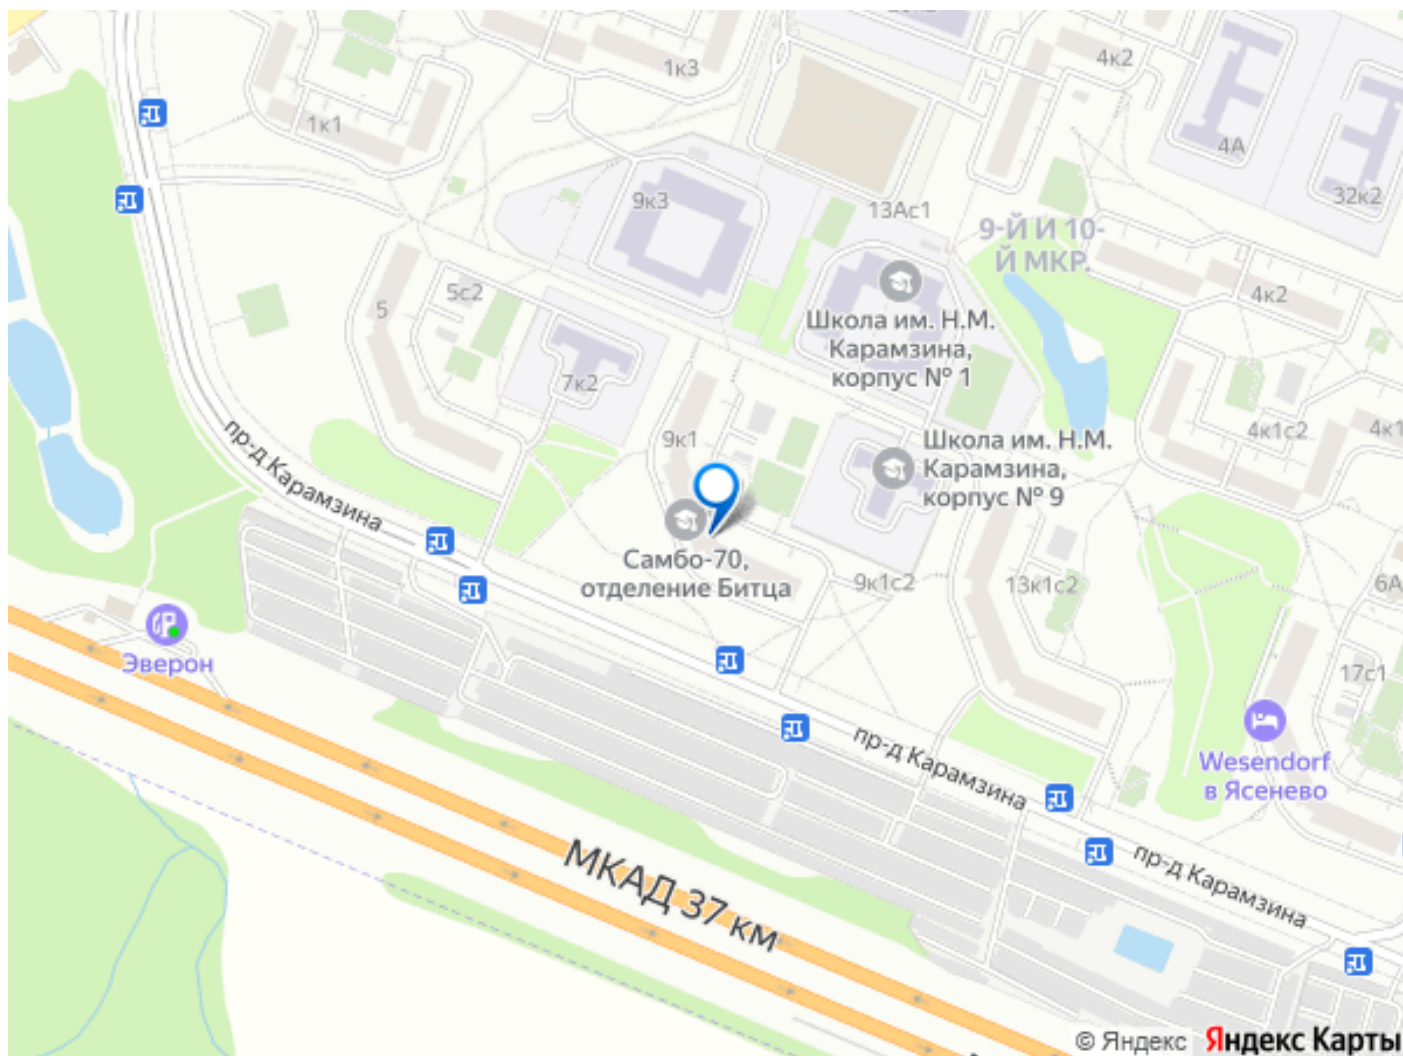 1к3
4к2
1к1
4А
32к2
9к3
13Ас1
9-Й И 10-
Й МКР.
5с2
5
4к2
Школа им. Н.М.
Карамзина,
корпус № 1
7к2
9к1
Школа им. Н.М.
Карамзина,
корпус № 9
4к1с2
4к1
пр-д Карамзина
Самбо-70,
отделение Битца
9к1с2
13к1с2
6А
Эверон
17с1
пр-д Карамзина
Wesendorf
в Ясенево
МКАД 37 км
пр-д Карамзина
© Яндекс Яндекс Карты